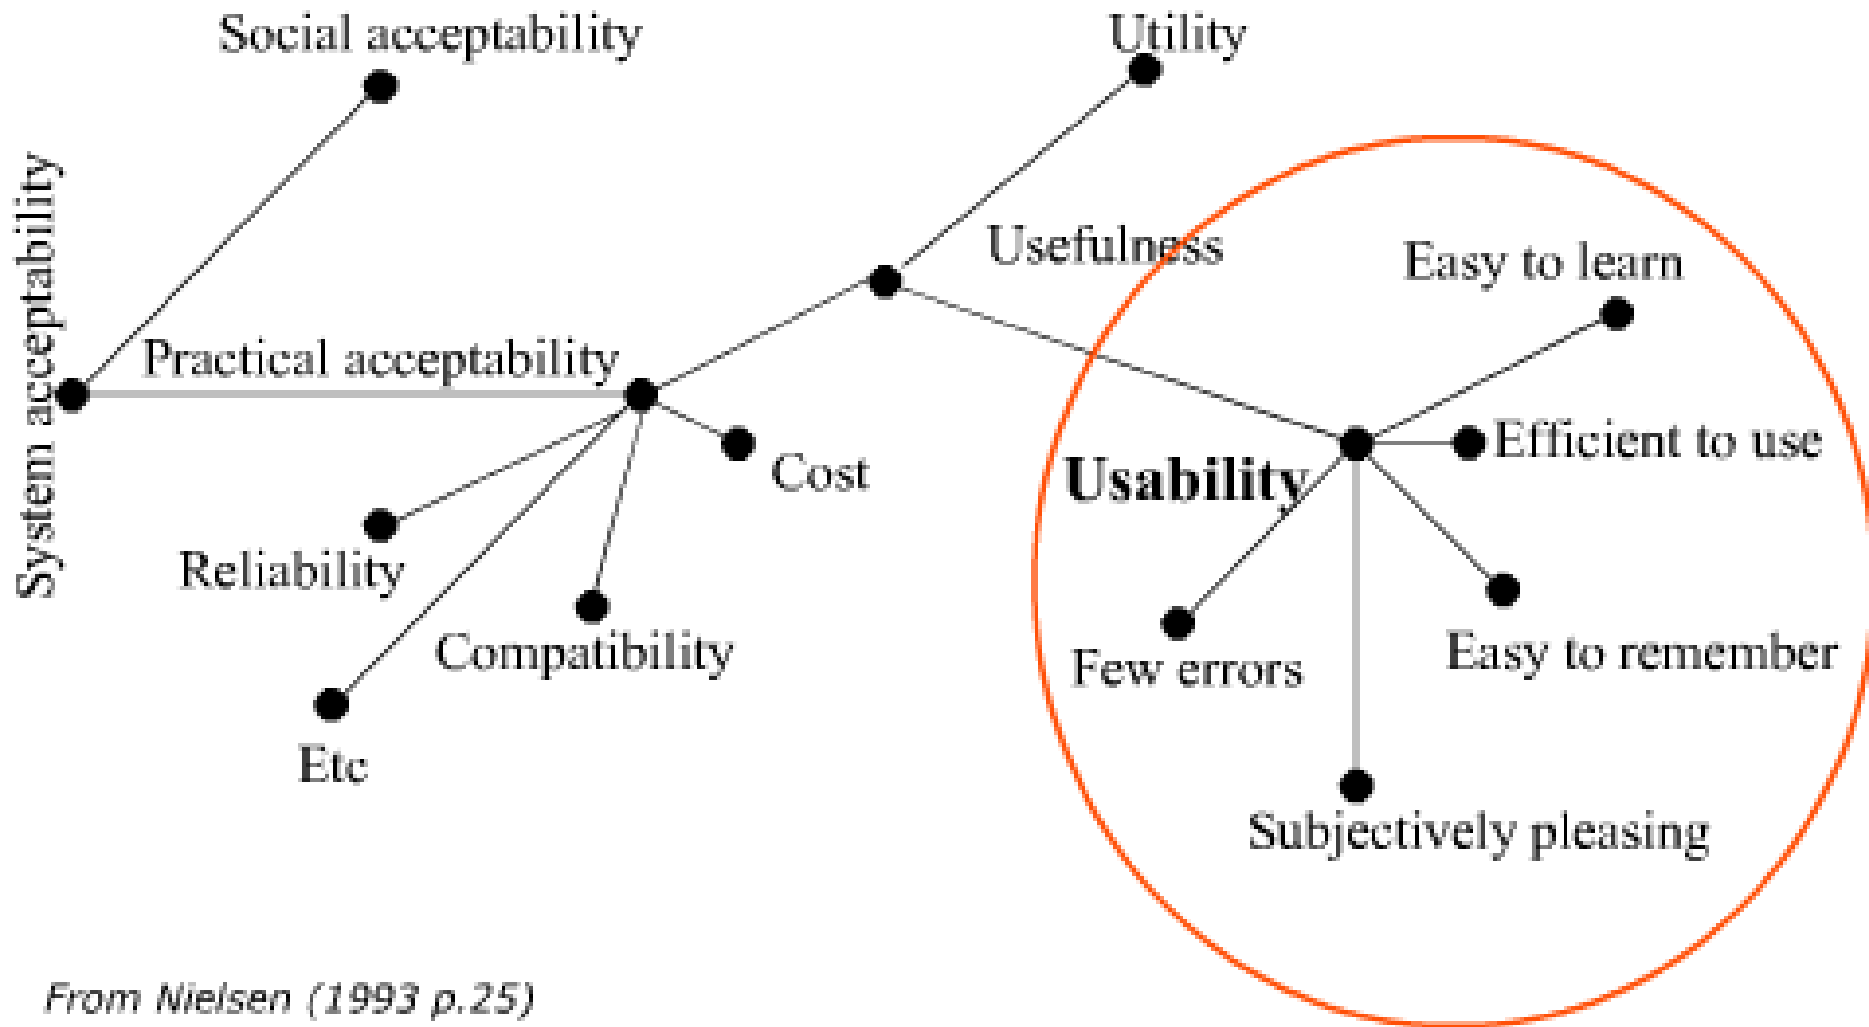 Social acceptability
Utility
System acceptability
Usefulness
Easy to learn
Practical acceptability
Efficient to use
Cost
Usability
Reliability
Compatibility
Few errors
Easy to remember
Etc
Subjectively pleasing
From Nielsen (1993 p.25)